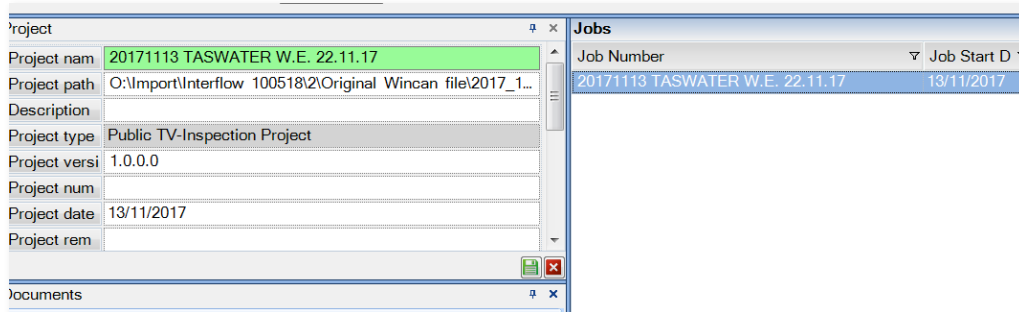 Project
Project nam 20171113 TASWATER W.E. 22.11.17
Project path O:\Import\Interflow 100518\2\Original Wincan file\2017_1...
Description
Project type Public TV-Inspection Project
Project versi 1.0.0.0
Project num
Project date 13/11/2017
Project rem
Documents
Jobs
Job Number Job Start D
20171113 TASWATER W.E. 22.11.17 13/11/2017